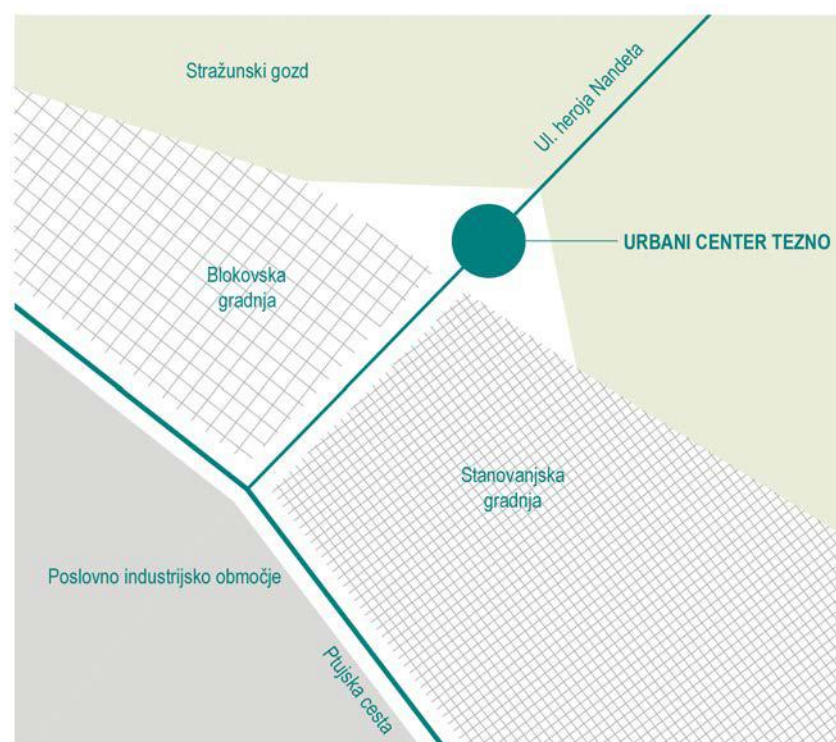 Stražunski gozd
Ul. heroja Nandeta
URBANI CENTER TEZNO
Blokovska
gradnja
Stanovanjska
gradnja
Poslovno industrijsko območje
Ptujska cesta